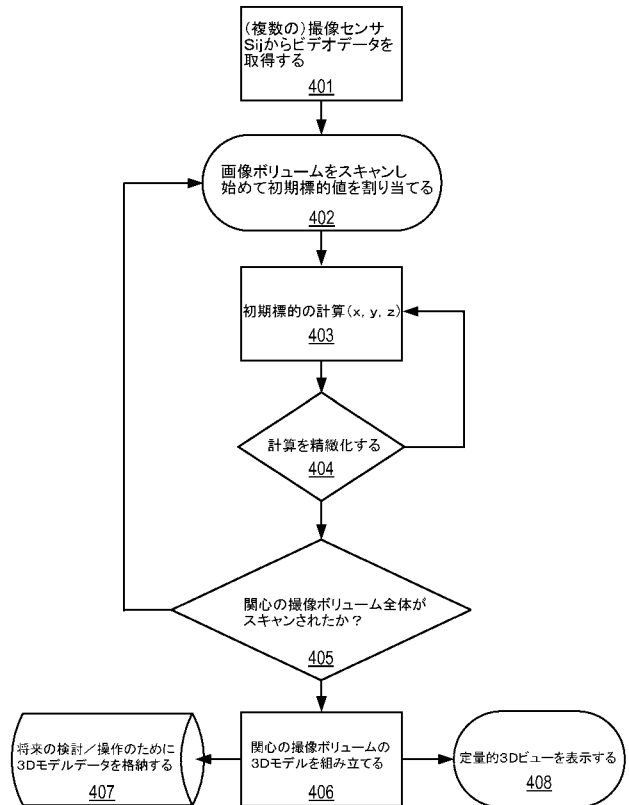 (複数の)撮像センサ
Sijからビデオデータを
取得する
401
画像ボリュームをスキャンし
始めて初期標的値を割り当てる
402
初期標的の計算(x, y, z)
403
計算を精緻化する
404
関心の撮像ボリューム全体が
スキャンされたか?
405
将来の検討/操作のために
3Dモデルデータを格納する
407
関心の撮像ボリュームの
3Dモデルを組み立てる
406
定量的3Dビューを表示する
408